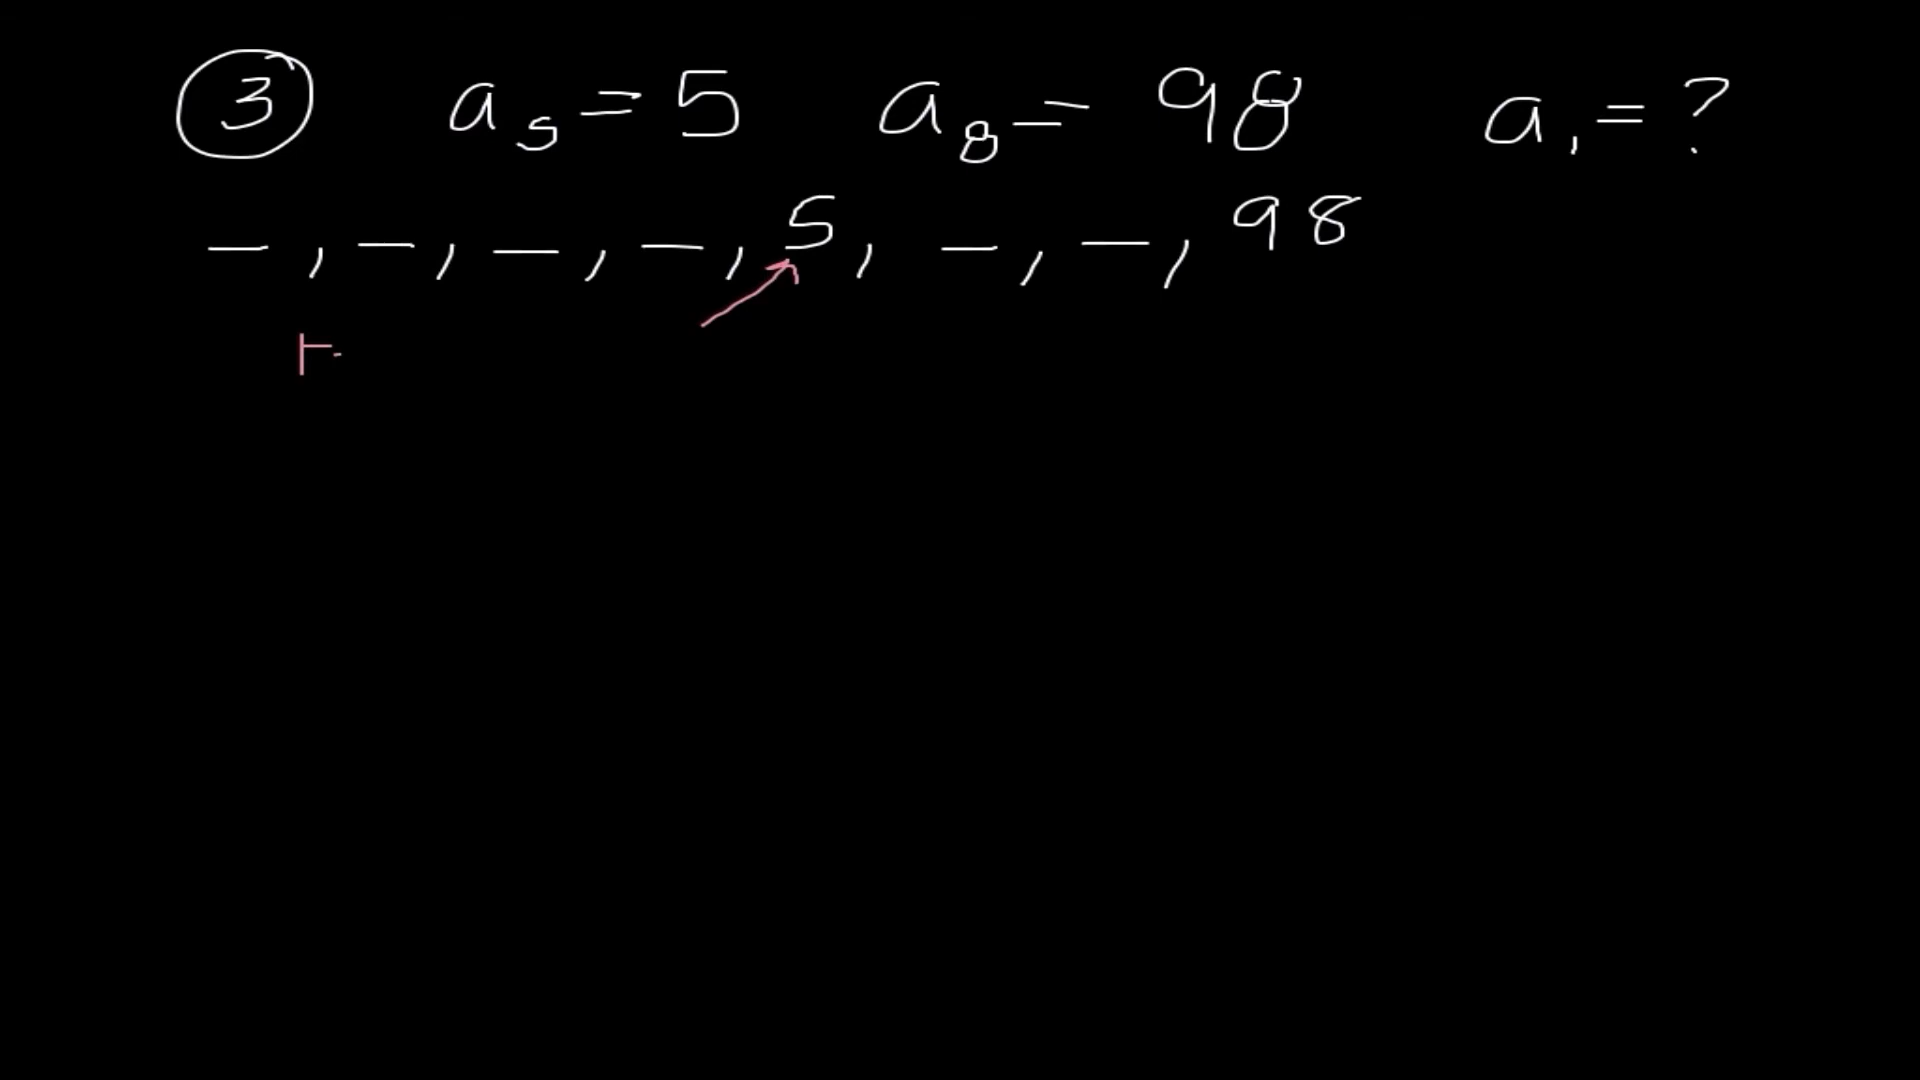 3 a₅ = 5 a₈ = 98 a₁ = ?
_ , _ , _ , _ , 5 , _ , _ , 98